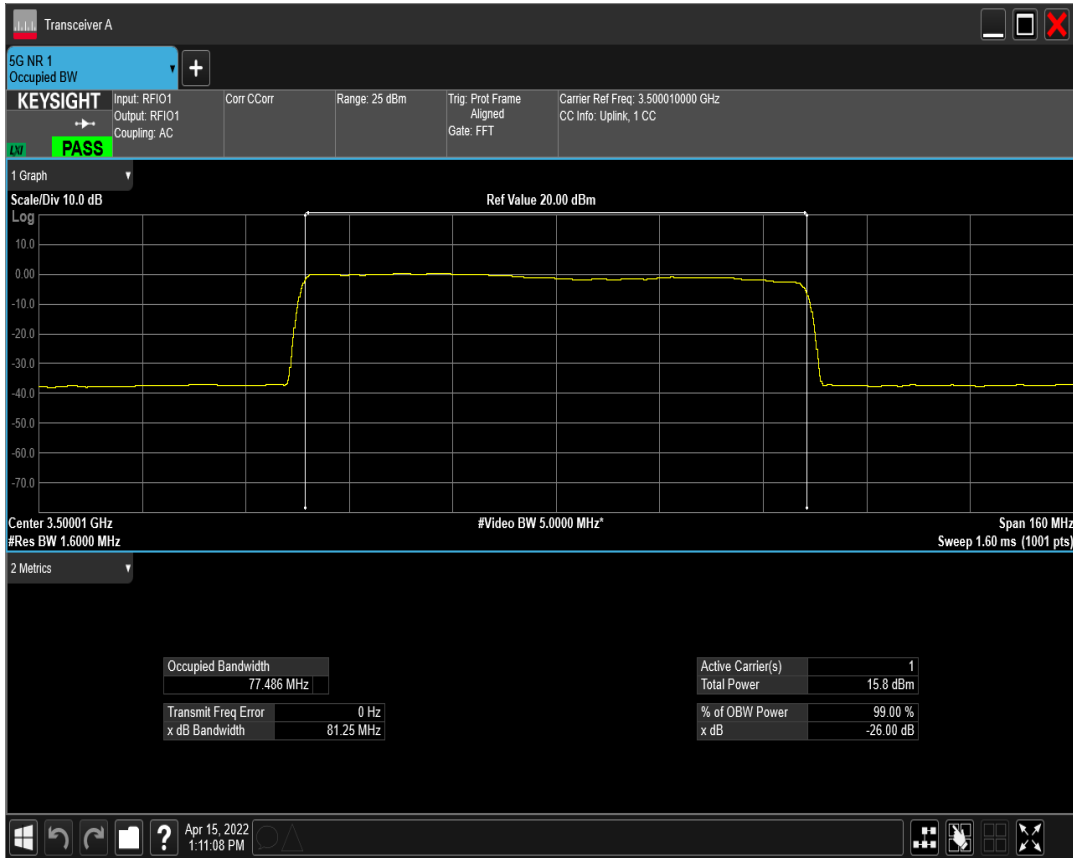 Transceiver A
5G NR 1
Occupied BW
KEYSIGHT
LXI
PASS
Input: RFIO1
Output: RFIO1
Coupling: AC
Corr CCorr
Range: 25 dBm
Trig: Prot Frame
Aligned
Gate: FFT
Carrier Ref Freq: 3.500010000 GHz
CC Info: Uplink, 1 CC
1 Graph
Scale/Div 10.0 dB
Ref Value 20.00 dBm
Log
10.0
0.00
-10.0
-20.0
-30.0
-40.0
-50.0
-60.0
-70.0
Center 3.50001 GHz
#Video BW 5.0000 MHz*
Span 160 MHz
#Res BW 1.6000 MHz
Sweep 1.60 ms (1001 pts)
2 Metrics
Occupied Bandwidth
77.486 MHz
Transmit Freq Error 0 Hz
x dB Bandwidth 81.25 MHz
Active Carrier(s) 1
Total Power 15.8 dBm
% of OBW Power 99.00 %
x dB -26.00 dB
?
Apr 15, 2022
1:11:08 PM